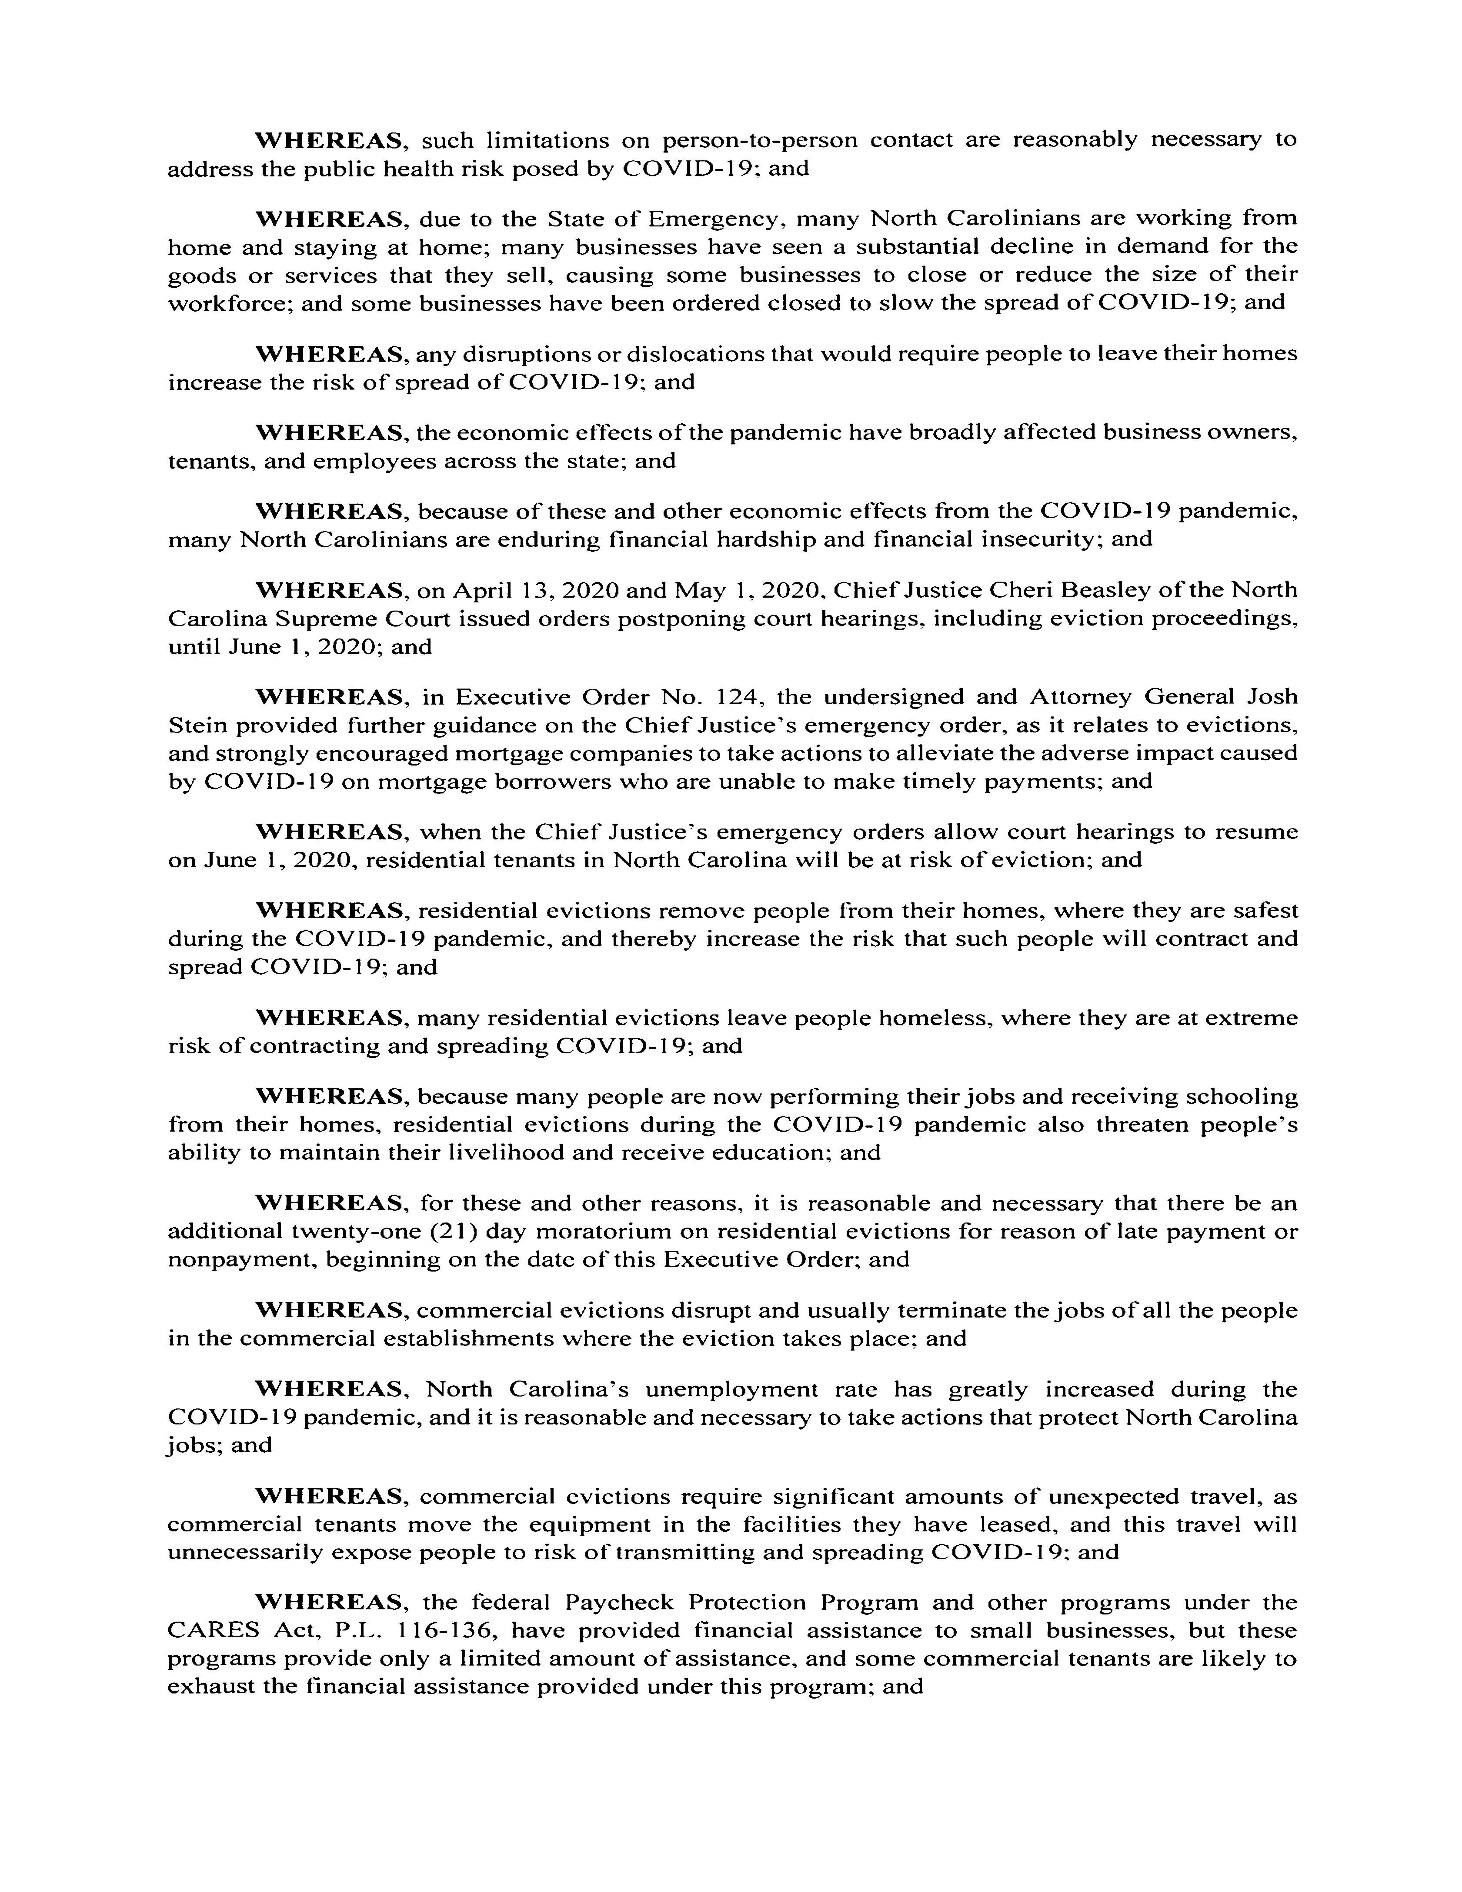 WHEREAS, such limitations on person-to-person contact are reasonably necessary to
address the public health risk posed by COVID-19; and
WHEREAS, due to the State of Emergency, many North Carolinians are working from
home and staying at home; many businesses have seen a substantial decline in demand for the
goods or services that they sell, causing some businesses to close or reduce the size of their
workforce; and some businesses have been ordered closed to slow the spread of COVID-19; and
WHEREAS, any disruptions or dislocations that would require people to leave their homes
increase the risk of spread of COVID-19; and
WHEREAS, the economic effects of the pandemic have broadly affected business owners,
tenants, and employees across the state; and
WHEREAS, because of these and other economic effects from the COVID-19 pandemic,
many North Carolinians are enduring financial hardship and financial insecurity; and
WHEREAS, on April 13, 2020 and May 1, 2020, Chief Justice Cheri Beasley of the North
Carolina Supreme Court issued orders postponing court hearings, including eviction proceedings,
until June 1, 2020; and
WHEREAS, in Executive Order No. 124, the undersigned and Attorney General Josh
Stein provided further guidance on the Chief Justice's emergency order, as it relates to evictions,
and strongly encouraged mortgage companies to take actions to alleviate the adverse impact caused
by COVID-19 on mortgage borrowers who are unable to make timely payments; and
WHEREAS, when the Chief Justice's emergency orders allow court hearings to resume
on June 1, 2020, residential tenants in North Carolina will be at risk of eviction; and
WHEREAS, residential evictions remove people from their homes, where they are safest
during the COVID-19 pandemic, and thereby increase the risk that such people will contract and
spread COVID-19; and
WHEREAS, many residential evictions leave people homeless, where they are at extreme
risk of contracting and spreading COVID-19; and
WHEREAS, because many people are now performing their jobs and receiving schooling
from their homes, residential evictions during the COVID-19 pandemic also threaten people's
ability to maintain their livelihood and receive education; and
WHEREAS, for these and other reasons, it is reasonable and necessary that there be an
additional twenty-one (21) day moratorium on residential evictions for reason of late payment or
nonpayment, beginning on the date of this Executive Order; and
WHEREAS, commercial evictions disrupt and usually terminate the jobs of all the people
in the commercial establishments where the eviction takes place; and
WHEREAS, North Carolina's unemployment rate has greatly increased during the
COVID-19 pandemic, and it is reasonable and necessary to take actions that protect North Carolina
jobs; and
WHEREAS, commercial evictions require significant amounts of unexpected travel, as
commercial tenants move the equipment in the facilities they have leased, and this travel will
unnecessarily expose people to risk of transmitting and spreading COVID-19; and
WHEREAS, the federal Paycheck Protection Program and other programs under the
CARES Act, P.L. 116-136, have provided financial assistance to small businesses, but these
programs provide only a limited amount of assistance, and some commercial tenants are likely to
exhaust the financial assistance provided under this program; and